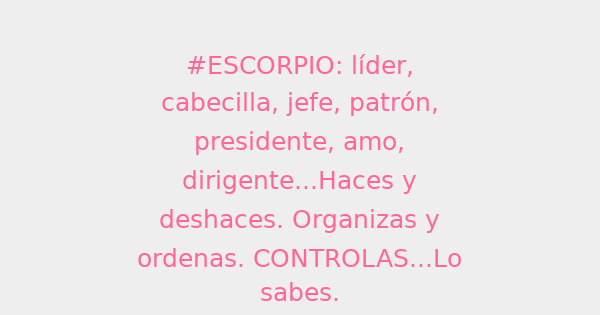 #ESCORPIO: líder,
cabecilla, jefe, patrón,
presidente, amo,
dirigente...Haces y
deshaces. Organizas y
ordenas. CONTROLAS...Lo
sabes.